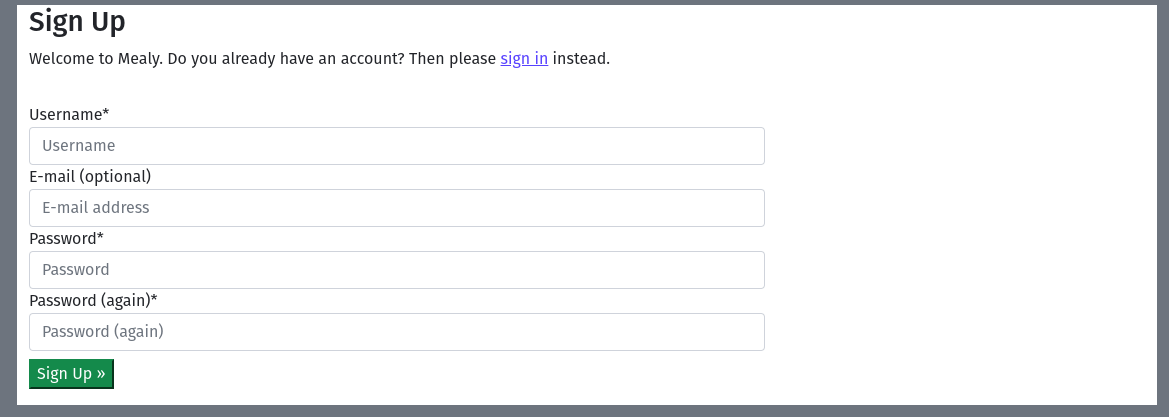 Sign Up
Welcome to Mealy. Do you already have an account? Then please sign in instead.
Username*
Username
E-mail (optional)
E-mail address
Password*
Password
Password (again)*
Password (again)
Sign Up »